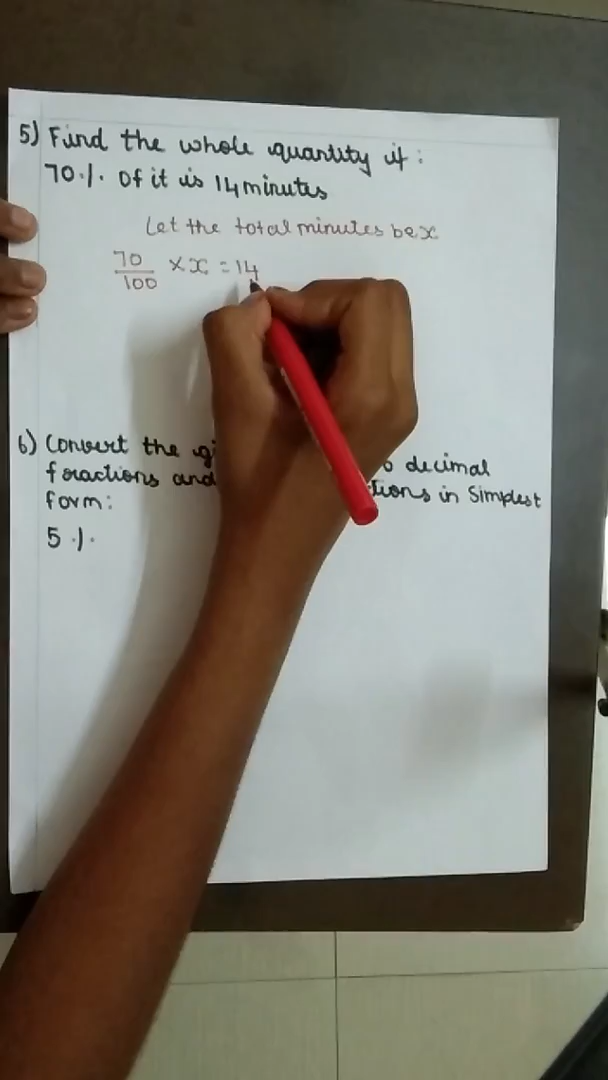 5) Find the whole quantity if:
70 ·/. Of it is 14 minutes
Let the total minutes be x
70/100 × x = 14
6) Convert the decimal
fractions and in Simplest
form:
5 ·/.